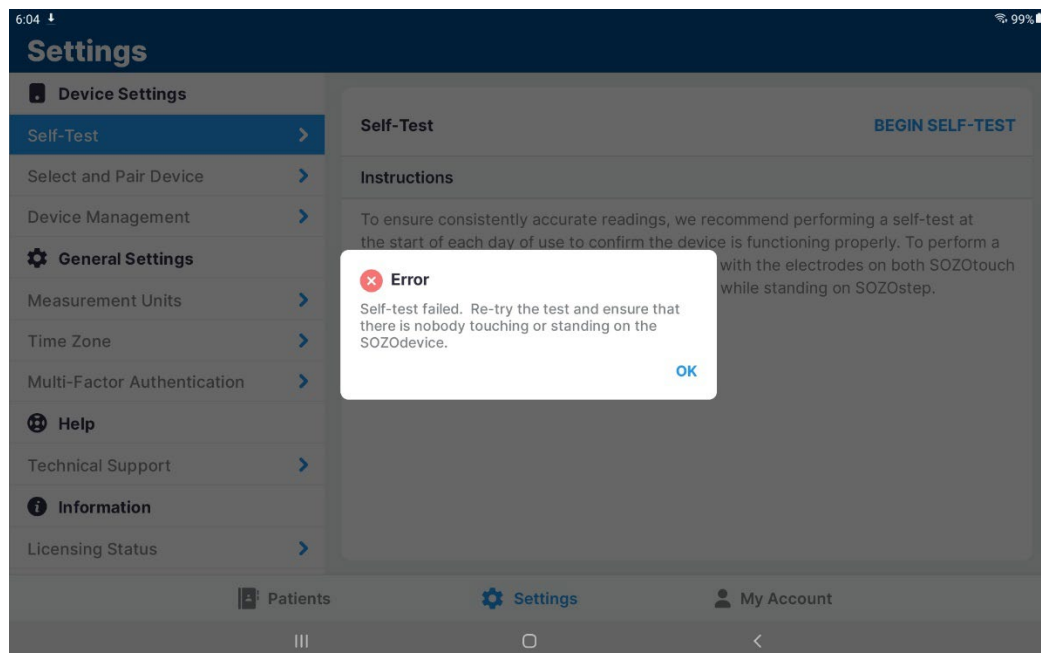 6:04
99%
Settings
Device Settings
Self-Test
Select and Pair Device
Device Management
General Settings
Measurement Units
Time Zone
Multi-Factor Authentication
Help
Technical Support
Information
Licensing Status
Self-Test
BEGIN SELF-TEST
Instructions
To ensure consistently accurate readings, we recommend performing a self-test at
the start of each day of use to confirm the device is functioning properly. To perform a
with the electrodes on both SOZOtouch
while standing on SOZOstep.
Error
Self-test failed. Re-try the test and ensure that
there is nobody touching or standing on the
SOZOdevice.
OK
Patients
Settings
My Account